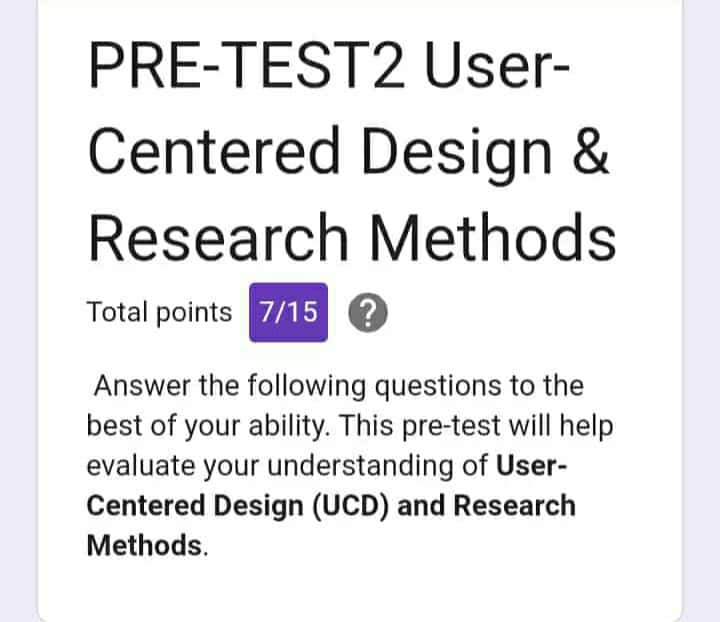 PRE-TEST2 User-
Centered Design &
Research Methods
Total points 7/15 ?
Answer the following questions to the
best of your ability. This pre-test will help
evaluate your understanding of User-
Centered Design (UCD) and Research
Methods.